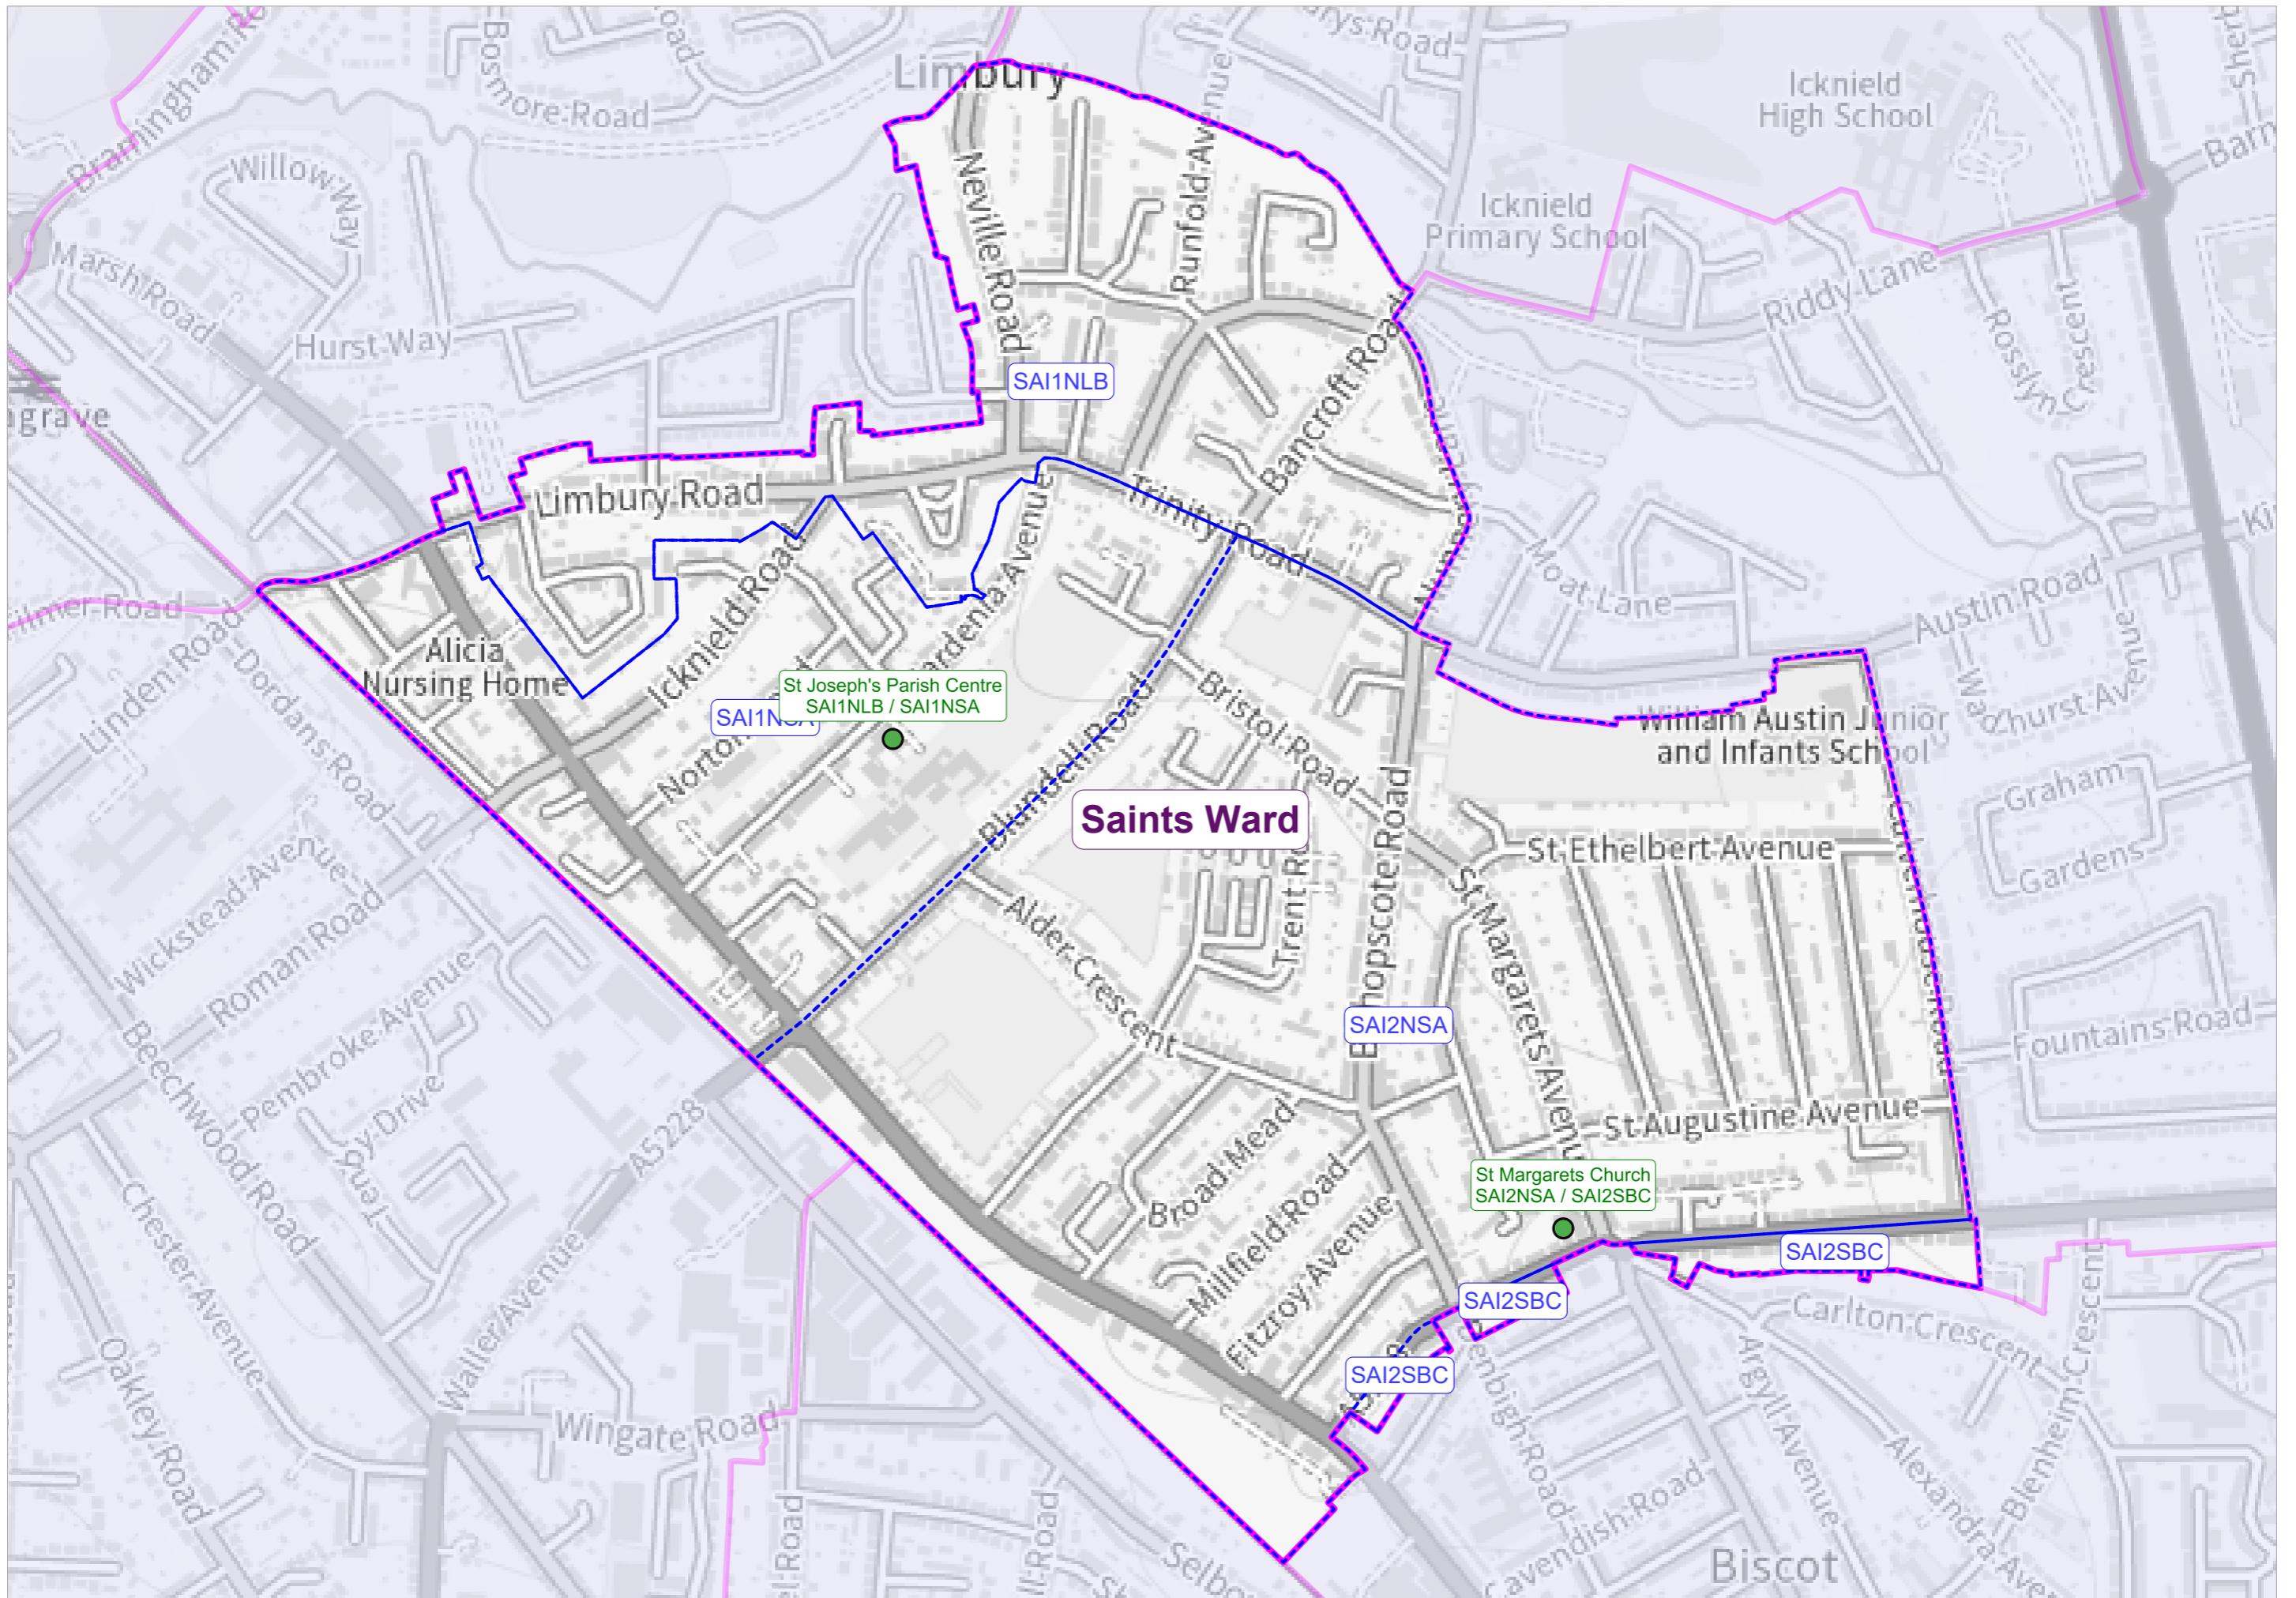 Limbury
Bosmore Road
Icknield
High School
Willow Way
Neville Road
Runfold Avenue
Icknield
Primary School
Marsh Road
Hurst Way
Riddy Lane
Rosslyn
Crescent
SAI1NLB
Bancroft Road
Limbury Road
Trinity Road
Moat Lane
Austin Road
Linden Road
Dordans Road
Alicia
Nursing Home
Icknield Road
SAI1NSA
St Joseph's Parish Centre
SAI1NLB / SAI1NSA
Blundell Road
Bristol Road
William Austin Junior
and Infants School
Graham
Gardens
Saints Ward
St Ethelbert Avenue
Wickstead Avenue
Roman Road
Pembroke Avenue
Alder Crescent
Bishopscote Road
St Margarets Avenue
SAI2NSA
Fountains Road
Beechwood Road
A5228
St Augustine Avenue
Broad Mead
St Margarets Church
SAI2NSA / SAI2SBC
Millfield Road
Fitzroy Avenue
Chester Avenue
Waller Avenue
SAI2SBC
SAI2SBC
SAI2SBC
Carlton Crescent
Oakley Road
Wingate Road
Argyll Avenue
Blenheim Crescent
Cavendish Road
Biscot